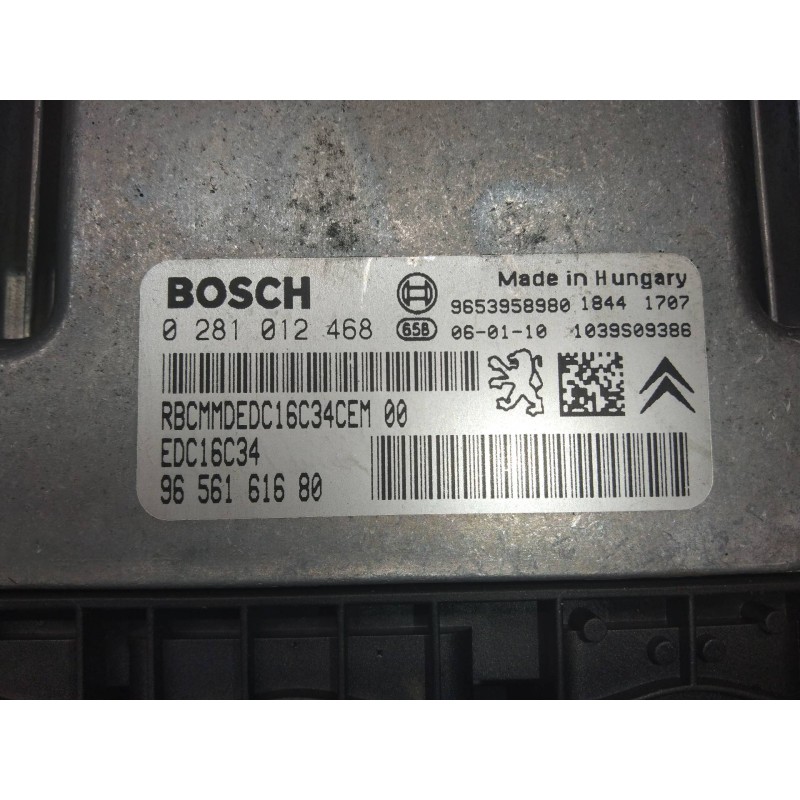 BOSCH
Made in Hungary
9653958980 1844 1707
0 281 012 468
658 06-01-10 1039S09386
RBCMMDEDC16C34CEM 00
EDC16C34
96 561 616 80